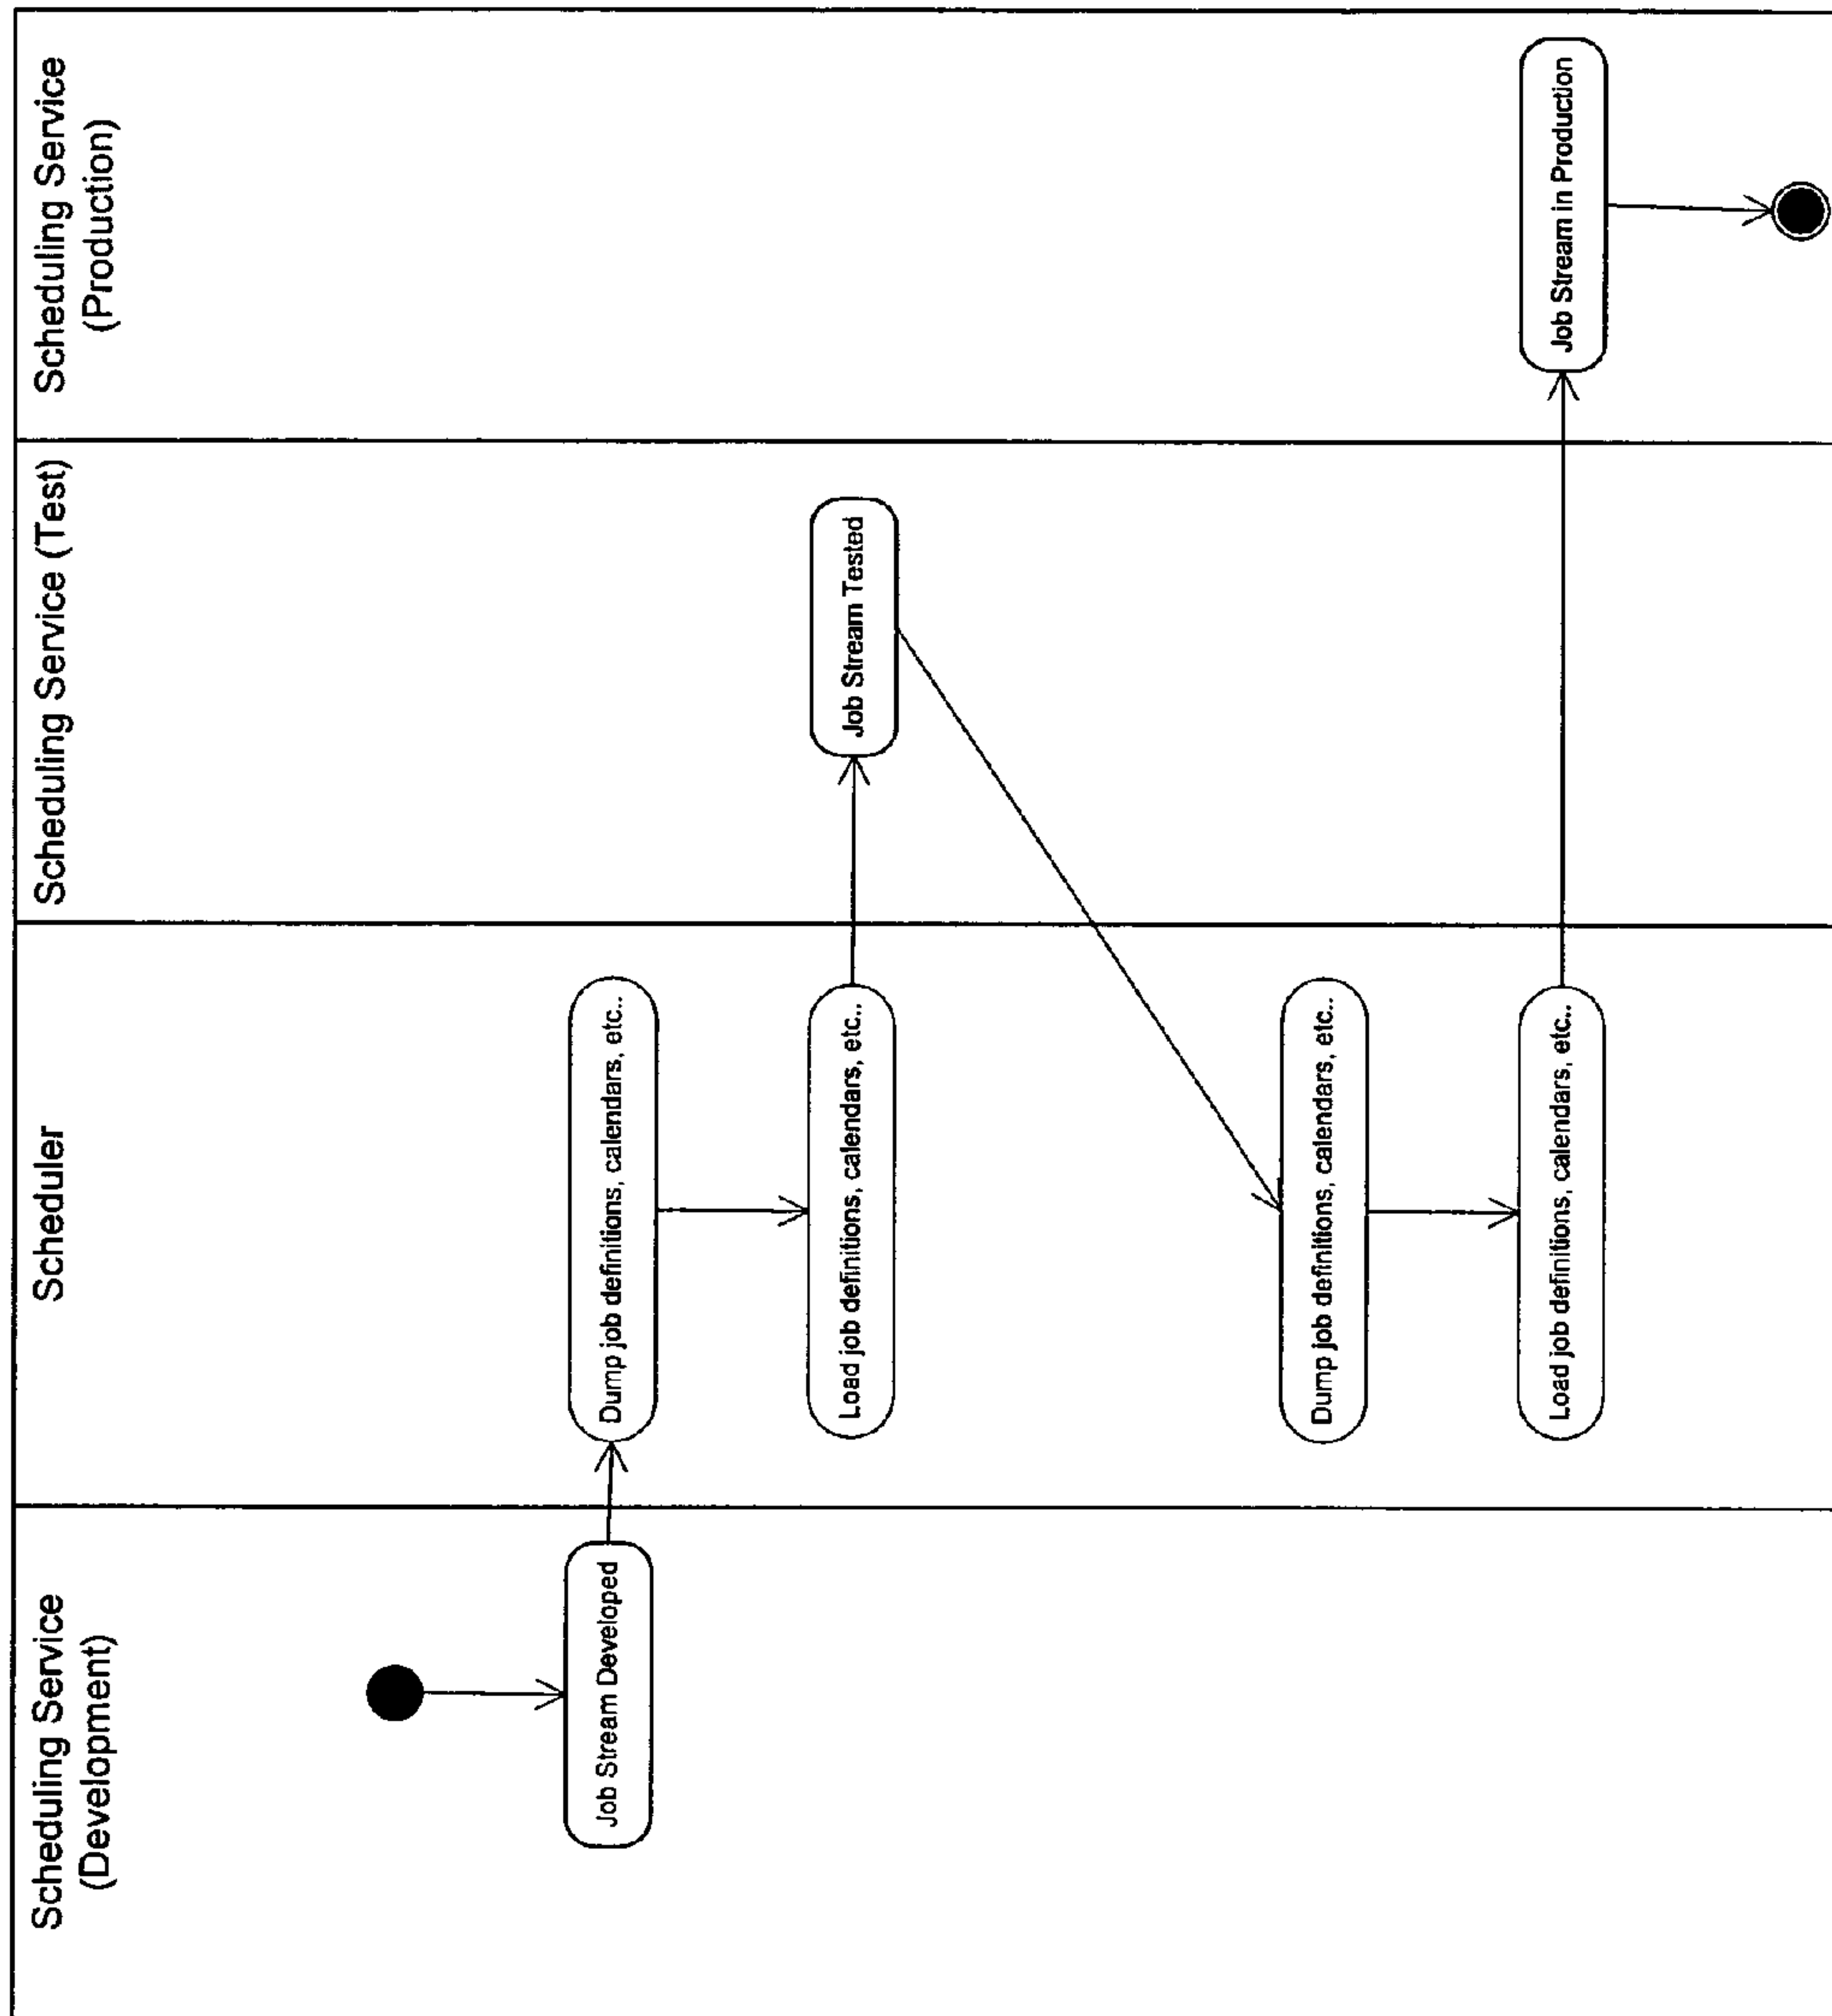 Scheduling Service
(Development)
Scheduler
Scheduling Service (Test)
Scheduling Service
(Production)
Job Stream Developed
Dump job definitions, calendars, etc..
Load job definitions, calendars, etc..
Job Stream Tested
Dump job definitions, calendars, etc..
Load job definitions, calendars, etc..
Job Stream in Production